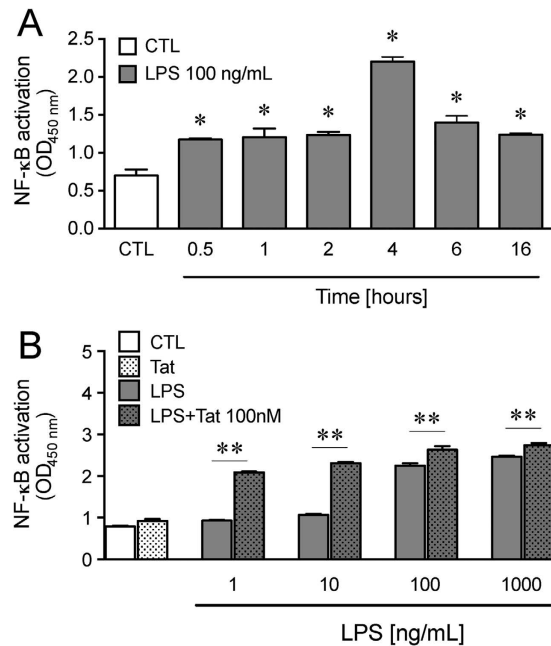 A
CTL
LPS 100 ng/mL
NF-κB activation
(OD450 nm)
2.5
2.0
1.5
1.0
0.5
0.0
* * * * * *
CTL 0.5 1 2 4 6 16
Time [hours]
B
CTL
Tat
LPS
LPS+Tat 100nM
NF-κB activation
(OD450 nm)
5
4
3
2
1
0
** ** ** **
1 10 100 1000
LPS [ng/mL]